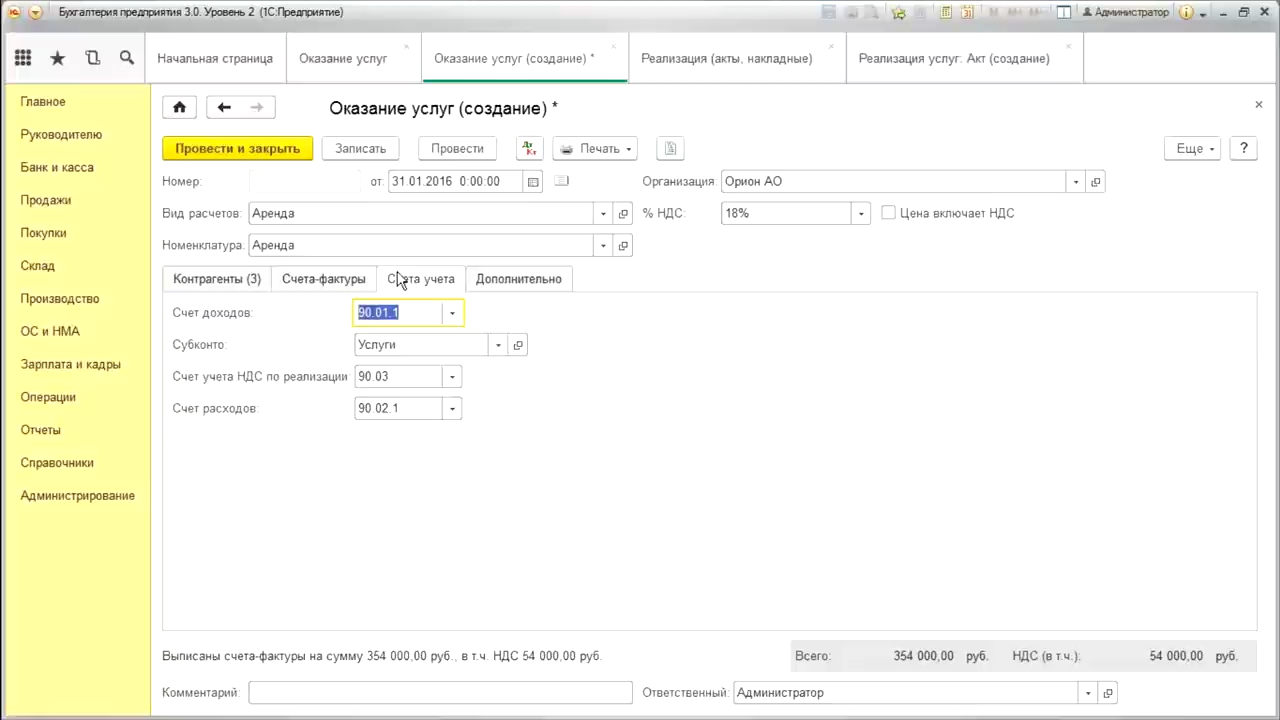 Бухгалтерия предприятия 3.0. Уровень 2 (1С:Предприятие) M M+ M- Администратор
Начальная страница Оказание услуг Оказание услуг (создание) * Реализация (акты, накладные) Реализация услуг: Акт (создание)
Главное
Руководителю
Банк и касса
Продажи
Покупки
Склад
Производство
ОС и НМА
Зарплата и кадры
Операции
Отчеты
Справочники
Администрирование
Оказание услуг (создание) *
Провести и закрыть Записать Провести Дт Кт Печать Еще ?
Номер: от: 31.01.2016 0:00:00 Организация: Орион АО
Вид расчетов: Аренда % НДС: 18% Цена включает НДС
Номенклатура: Аренда
Контрагенты (3) Счета-фактуры Счета учета Дополнительно
Счет доходов: 90.01.1
Субконто: Услуги
Счет учета НДС по реализации 90.03
Счет расходов: 90.02.1
Выписаны счета-фактуры на сумму 354 000,00 руб., в т.ч. НДС 54 000,00 руб. Всего: 354 000,00 руб. НДС (в т.ч.): 54 000,00 руб.
Комментарий: Ответственный: Администратор